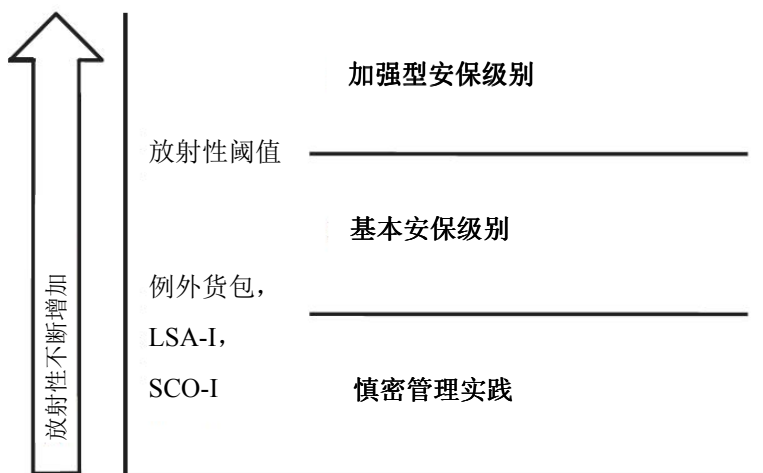 加强型安保级别
放射性阈值
基本安保级别
例外货包，
LSA-I，
SCO-I
慎密管理实践
放射性不断增加